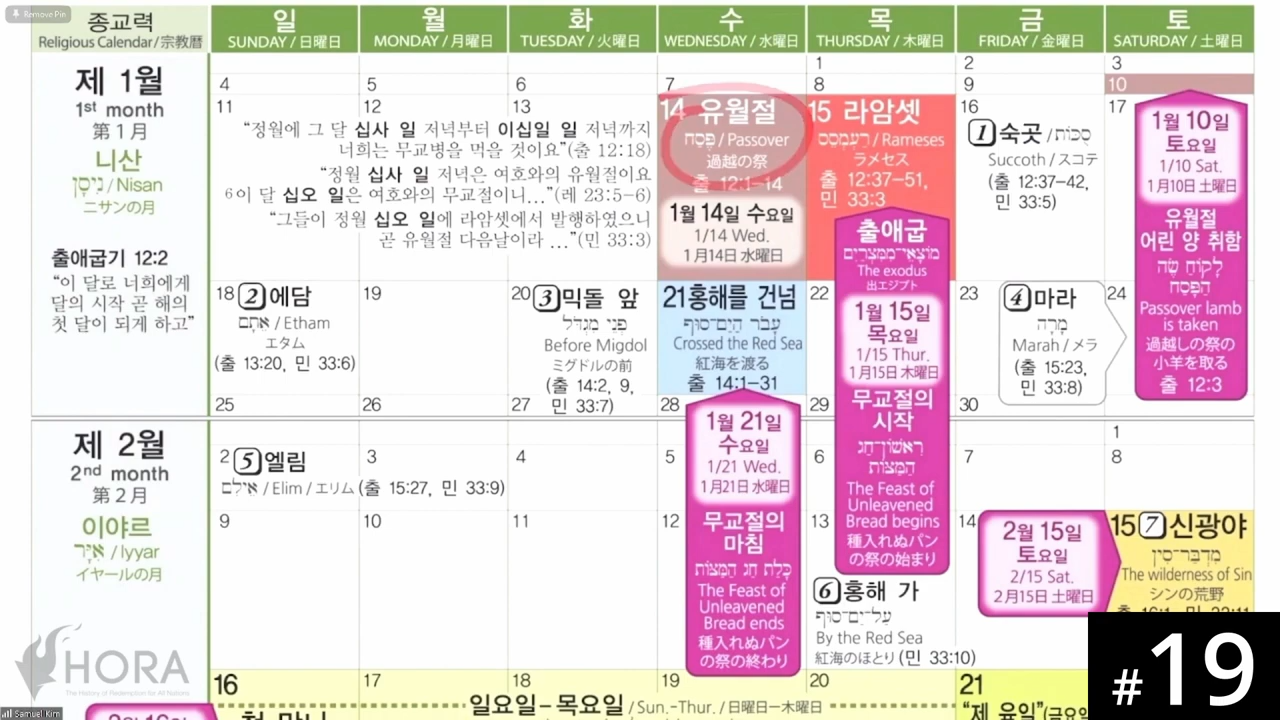 Remove Pin
종교력
Religious Calendar/宗教暦
일
SUNDAY / 日曜日
월
MONDAY / 月曜日
화
TUESDAY / 火曜日
수
WEDNESDAY / 水曜日
목
THURSDAY / 木曜日
금
FRIDAY / 金曜日
토
SATURDAY / 土曜日
제 1월
1st month
第 1 月
니산
נִיסָן / Nisan
ニサンの月
출애굽기 12:2
“이 달로 너희에게
달의 시작 곧 해의
첫 달이 되게 하고”
1
2
3
4
5
6
7
8
9
10
11
12
13
“정월에 그 달 십사 일 저녁부터 이십일 일 저녁까지
너희는 무교병을 먹을 것이요”(출 12:18)
“정월 십사 일 저녁은 여호와의 유월절이요
6이 달 십오 일은 여호와의 무교절이니...”(레 23:5-6)
“그들이 정월 십오 일에 라암셋에서 발행하였으니
곧 유월절 다음날이라 ...”(민 33:3)
14 유월절
פֶּסַח / Passover
過越の祭
출 12:1-14
1월 14일 수요일
1/14 Wed.
1月14日 水曜日
15 라암셋
רַעְמְסֵס / Rameses
ラメセス
출 12:37-51,
민 33:3
출애굽
The exodus
出エジプト
1월 15일
목요일
1/15 Thur.
1月15日 木曜日
무교절의
시작
The Feast of
Unleavened
Bread begins
種入れぬパン
の祭の始まり
16
1 숙곳 / סֻכּוֹת
Succoth / スコテ
(출 12:37-42,
민 33:5)
17
1월 10일
토요일
1/10 Sat.
1月10日 土曜日
유월절
어린 양 취함
לָקוֹחַ שֶׂה
הַפָּסַח
Passover lamb
is taken
過越しの祭の
小羊を取る
출 12:3
18 2 에담
אֵתָם / Etham
エタム
(출 13:20, 민 33:6)
19
20 3 믹돌 앞
פְּנֵי מִגְדֹּל
Before Migdol
ミグドルの前
(출 14:2, 9,
민 33:7)
21 홍해를 건넘
עָבֹר הַיַּם־סוּף
Crossed the Red Sea
紅海を渡る
출 14:1-31
22
23
4 마라
מָרָה
Marah / メラ
(출 15:23,
민 33:8)
24
25
26
27
28
29
30
1월 21일
수요일
1/21 Wed.
1月21日 水曜日
무교절의
마침
The Feast of
Unleavened
Bread ends
種入れぬパン
の祭の終わり
제 2월
2nd month
第 2 月
이야르
אִיָּר / Iyyar
イヤールの月
1
2 5 엘림
אֵילִם / Elim / エリム (출 15:27, 민 33:9)
3
4
5
6
7
8
9
10
11
12
13
6 홍해 가
עַל־יַם־סוּף
By the Red Sea
紅海のほとり (민 33:10)
14
2월 15일
토요일
2/15 Sat.
2月15日 土曜日
15 7 신광야
מִדְבַּר־סִין
The wilderness of Sin
シンの荒野
HORA
The History of Redemption for All Nations
16
17
18
19
20
21
일요일- 목요일 / Sun.-Thur. / 日曜日-木曜日
“제 육일”(금요일
Samuel Kim
#19